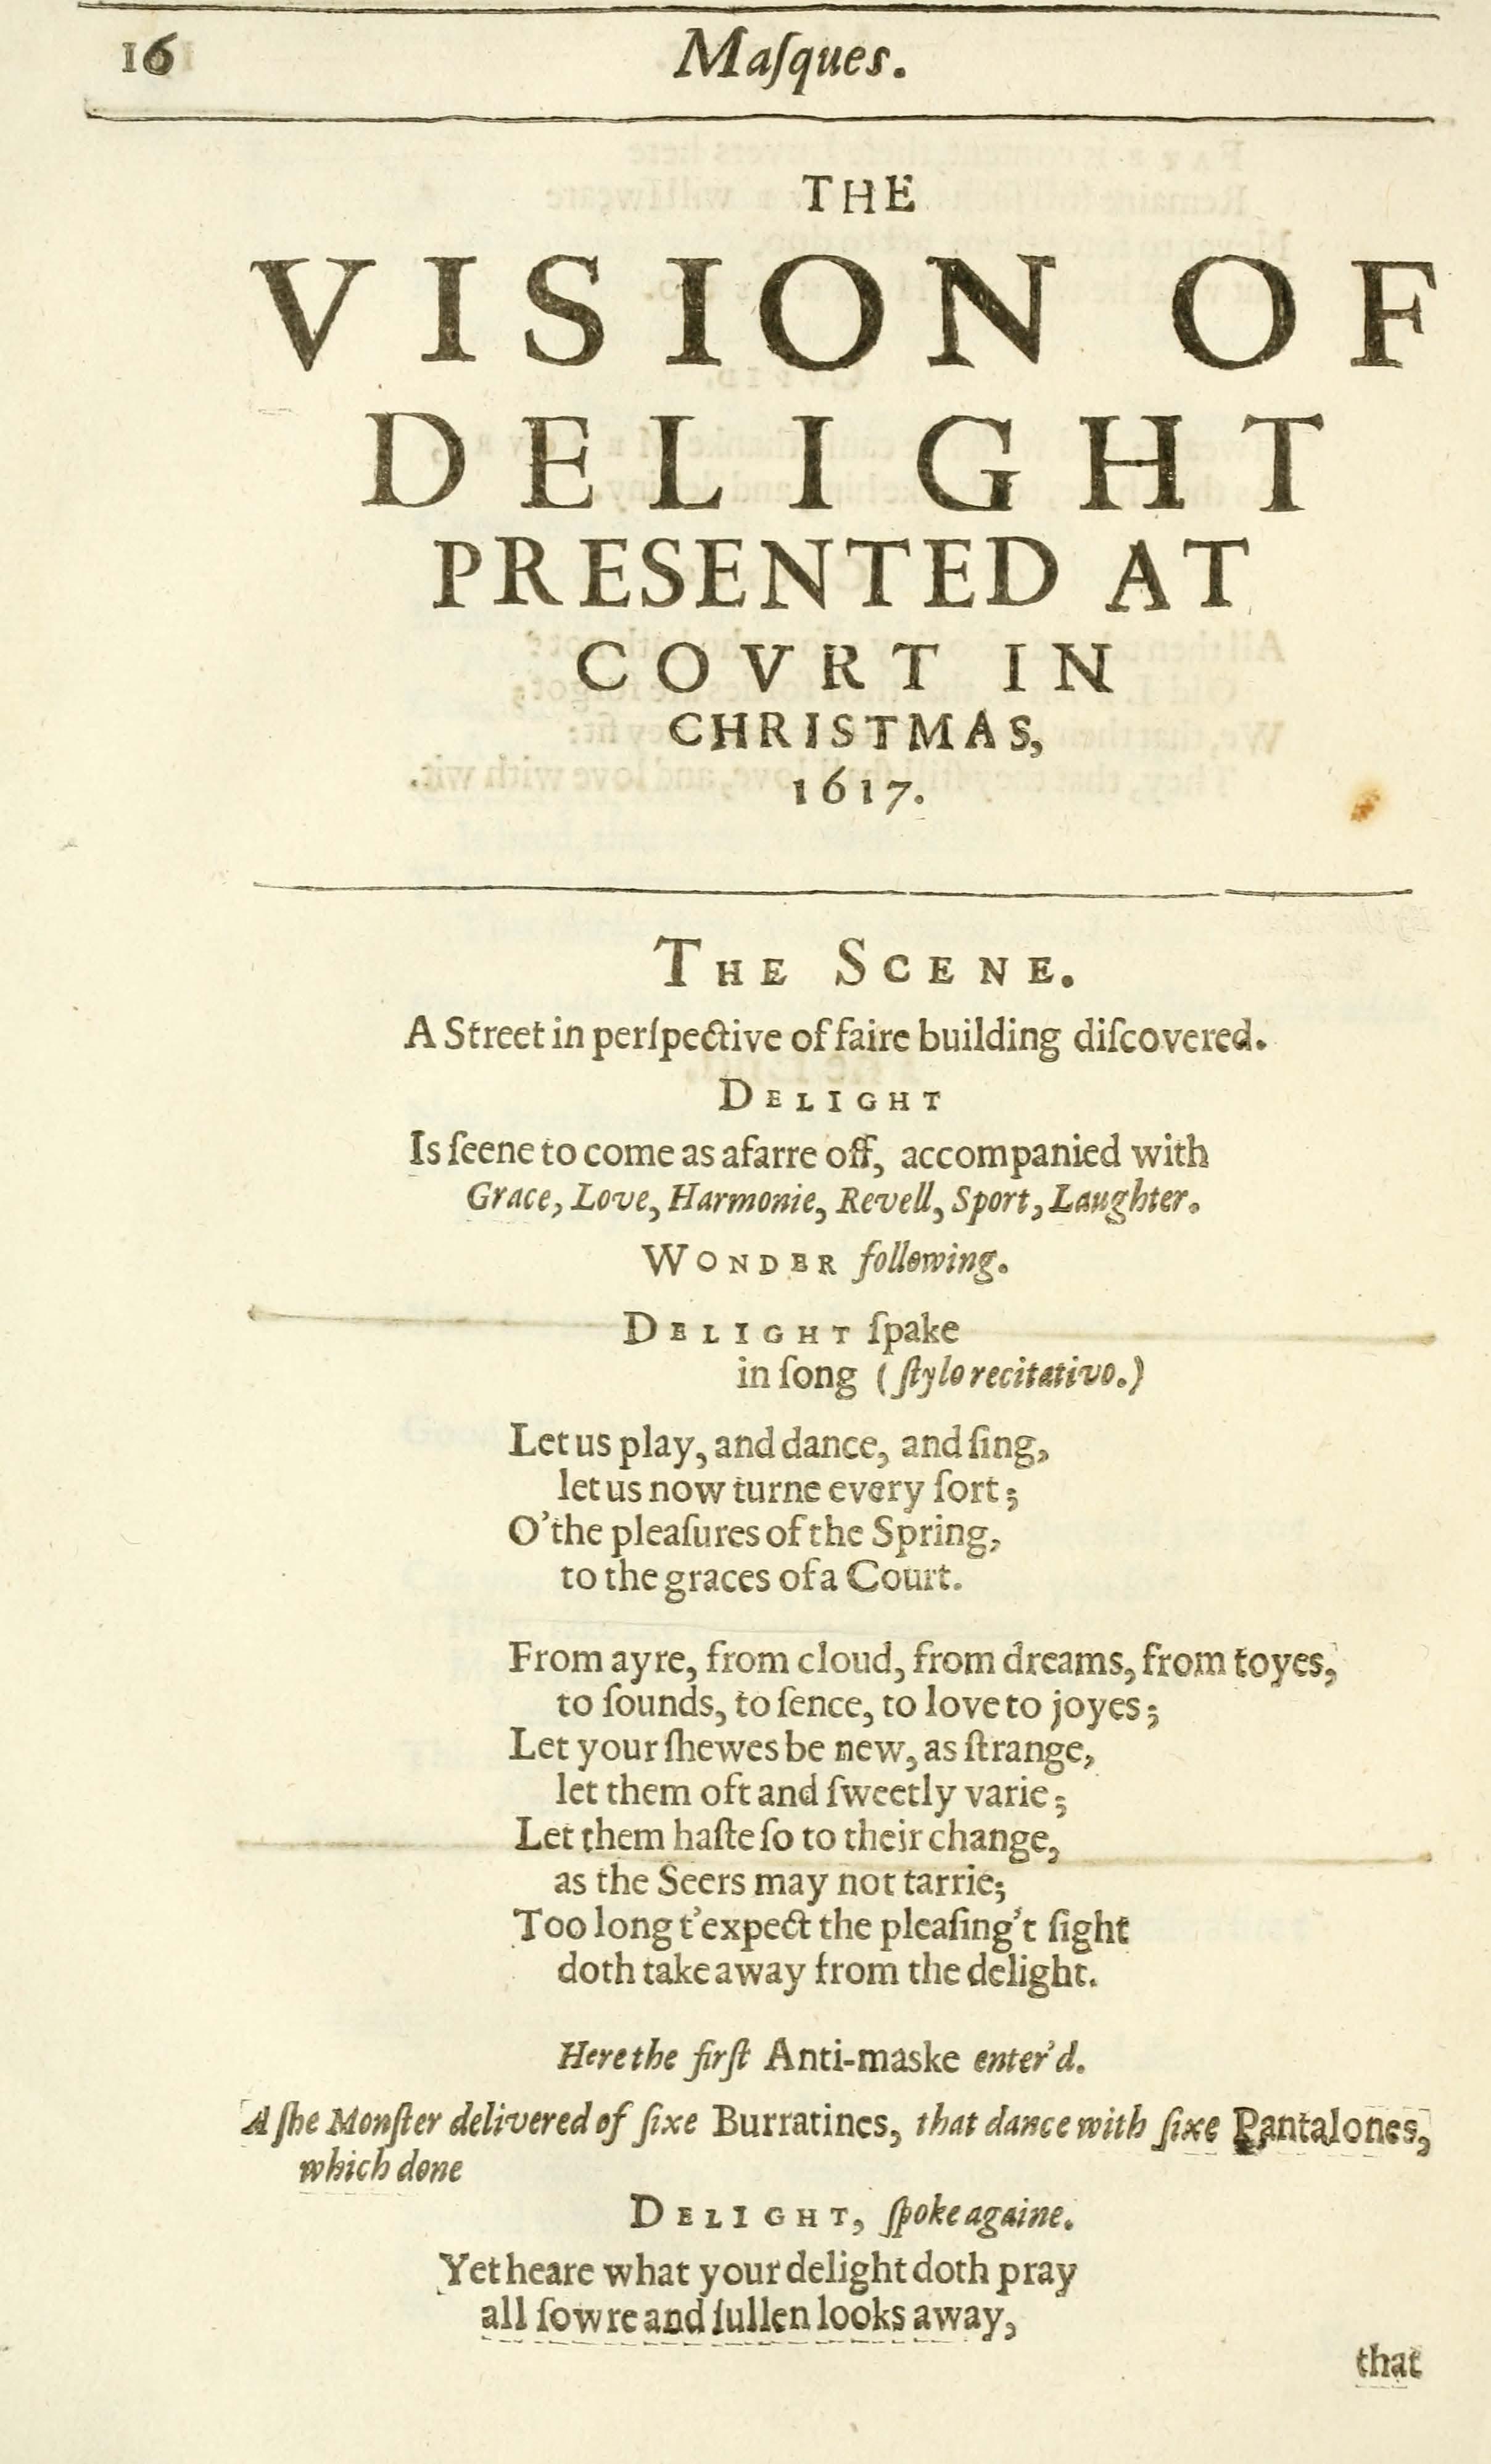 16 Maſques.
THE
VISION OF
DELIGHT
PRESENTED AT
COVRT IN
CHRISTMAS,
1617.
THE SCENE.
A Street in perſpective of faire building diſcovered.
DELIGHT
Is ſeene to come as afarre off, accompanied with
Grace, Love, Harmonie, Revell, Sport, Laughter.
WONDER following.
DELIGHT ſpake
in ſong (ſtylo recitativo.)
Let us play, and dance, and ſing,
let us now turne every ſort;
O'the pleaſures of the Spring,
to the graces of a Court.
From ayre, from cloud, from dreams, from toyes,
to ſounds, to ſence, to love to joyes;
Let your ſhewes be new, as ſtrange,
let them oft and ſweetly varie;
Let them haſte ſo to their change,
as the Seers may not tarrie;
Too long t'expect the pleaſing't ſight
doth take away from the delight.
Here the firſt Anti-maske enter'd.
A ſhe Monſter delivered of ſixe Burratines, that dance with ſixe Pantalones,
which done
DELIGHT, ſpoke againe.
Yet heare what your delight doth pray
all ſowre and ſullen looks away,
that